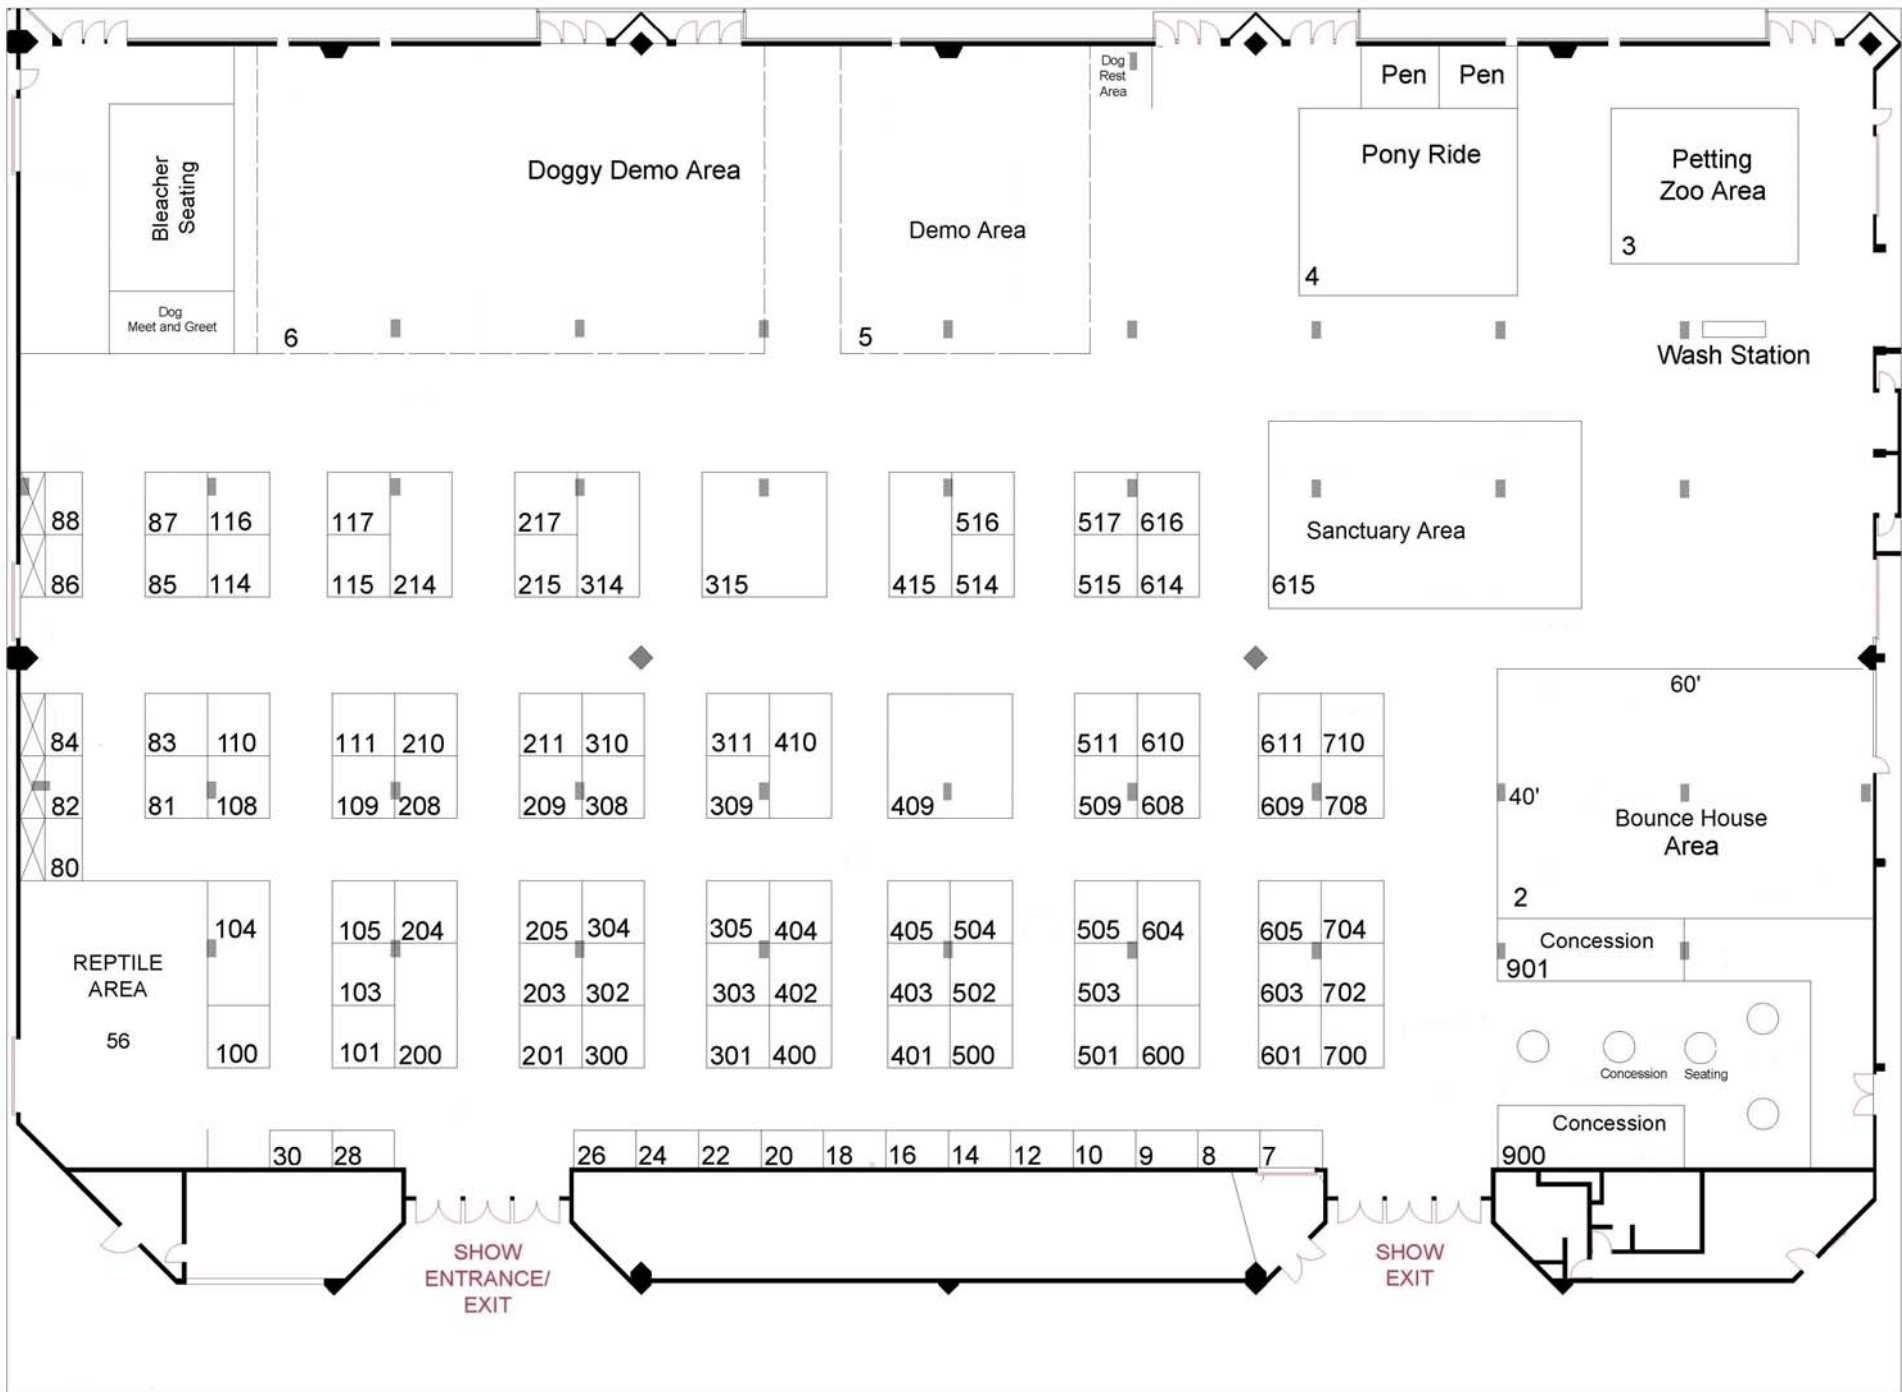 Dog
Rest
Area
Pen Pen
Bleacher
Seating
Doggy Demo Area
Demo Area
Pony Ride
Petting
Zoo Area
3
4
Dog
Meet and Greet
6
5
Wash Station
88 87 116 117 217 516 517 616
Sanctuary Area
86 85 114 115 214 215 314 315 415 514 515 614 615
60'
84 83 110 111 210 211 310 311 410 511 610 611 710
82 81 108 109 208 209 308 309 409 509 608 609 708
40'
Bounce House
Area
80
2
104 105 204 205 304 305 404 405 504 505 604 605 704
Concession
901
REPTILE
AREA
56
103 203 302 303 402 403 502 503 603 702
100 101 200 201 300 301 400 401 500 501 600 601 700
Concession Seating
Concession
900
30 28 26 24 22 20 18 16 14 12 10 9 8 7
SHOW
ENTRANCE/
EXIT
SHOW
EXIT